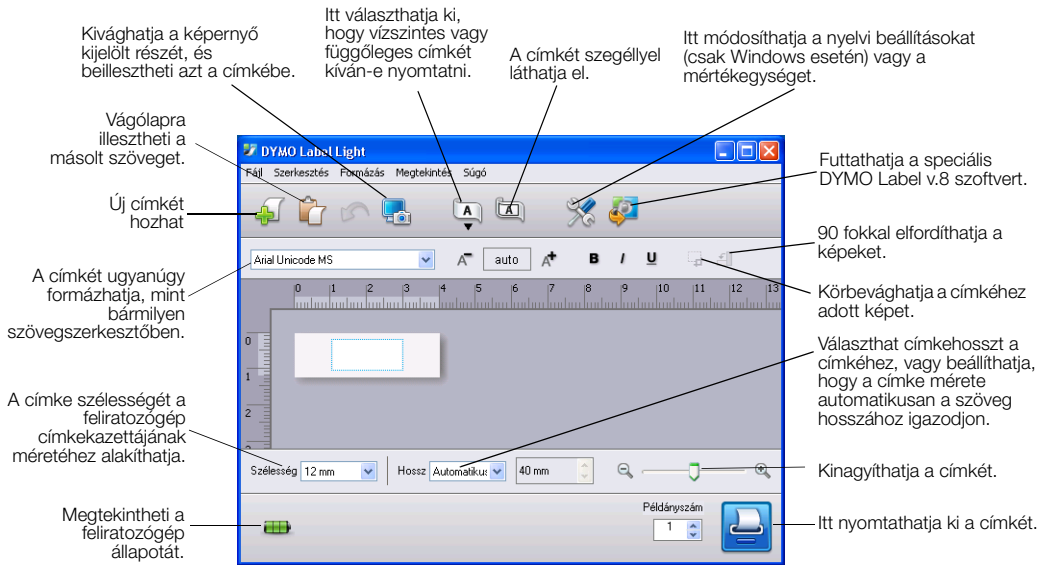 Kivághatja a képernyő
kijelölt részét, és
beillesztheti azt a címkébe.
Itt választhatja ki,
hogy vízszintes vagy
függőleges címkét
kíván-e nyomtatni.
A címkét szegéllyel
láthatja el.
Itt módosíthatja a nyelvi beállításokat
(csak Windows esetén) vagy a
mértékegységet.
Vágólapra
illesztheti a
másolt szöveget.
Új címkét
hozhat
A címkét ugyanúgy
formázhatja, mint
bármilyen
szövegszerkesztőben.
A címke szélességét a
feliratozógép
címkekazettájának
méretéhez alakíthatja.
Megtekintheti a
feliratozógép
állapotát.
DYMO Label Light
Fájl Szerkesztés Formázás Megtekintés Súgó
A A
Arial Unicode MS A- auto A+ B I U
0 1 2 3 4 5 6 7 8 9 10 11 12 13
0
1
2
Szélesség 12 mm Hossz Automatikus 40 mm
Példányszám
1
Futtathatja a speciális
DYMO Label v.8 szoftvert.
90 fokkal elfordíthatja a
képeket.
Körbevághatja a címkéhez
adott képet.
Választhat címkehosszt a
címkéhez, vagy beállíthatja,
hogy a címke mérete
automatikusan a szöveg
hosszához igazodjon.
Kinagyíthatja a címkét.
Itt nyomtathatja ki a címkét.